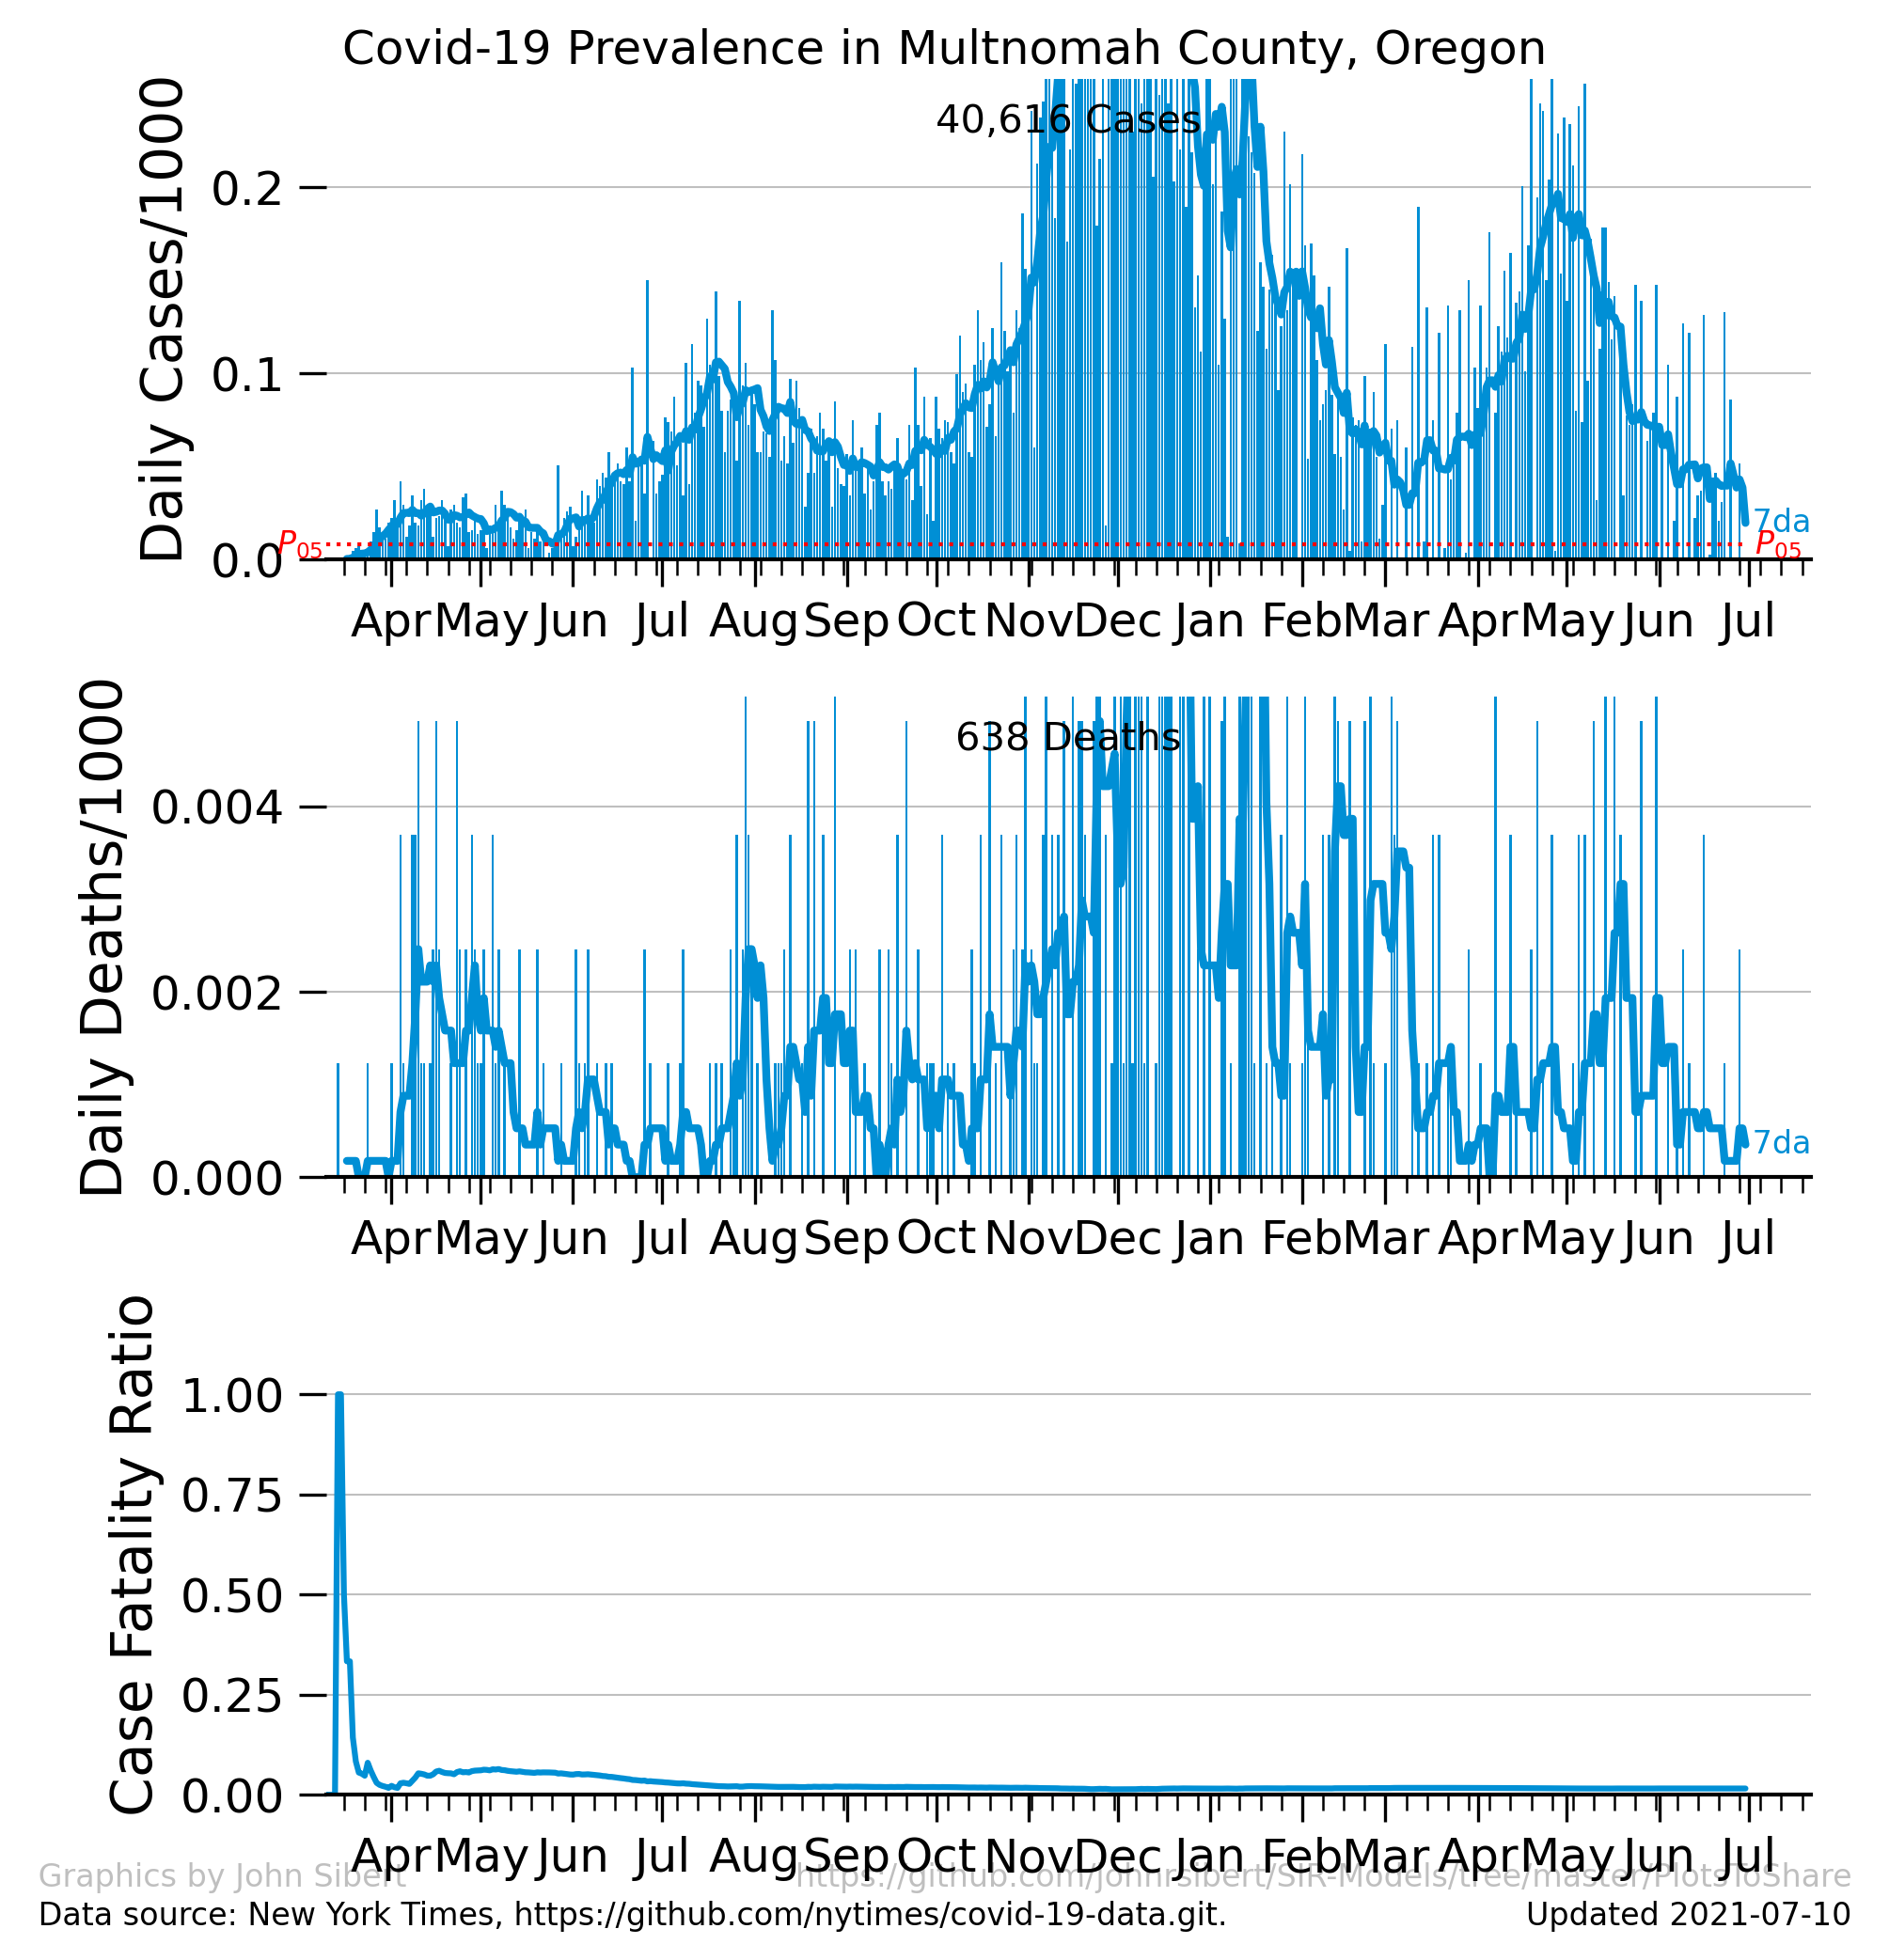 Covid-19 Prevalence in Multnomah County, Oregon
Daily Cases/1000
40,616 Cases
0.2
0.1
0.0
P05
7da
P05
Apr May Jun Jul Aug Sep Oct Nov Dec Jan Feb Mar Apr May Jun Jul
Daily Deaths/1000
638 Deaths
0.004
0.002
0.000
7da
Apr May Jun Jul Aug Sep Oct Nov Dec Jan Feb Mar Apr May Jun Jul
Case Fatality Ratio
1.00
0.75
0.50
0.25
0.00
Apr May Jun Jul Aug Sep Oct Nov Dec Jan Feb Mar Apr May Jun Jul
Graphics by John Sibert
https://github.com/johnrsibert/SIR-Models/tree/master/PlotsToShare
Data source: New York Times, https://github.com/nytimes/covid-19-data.git.
Updated 2021-07-10